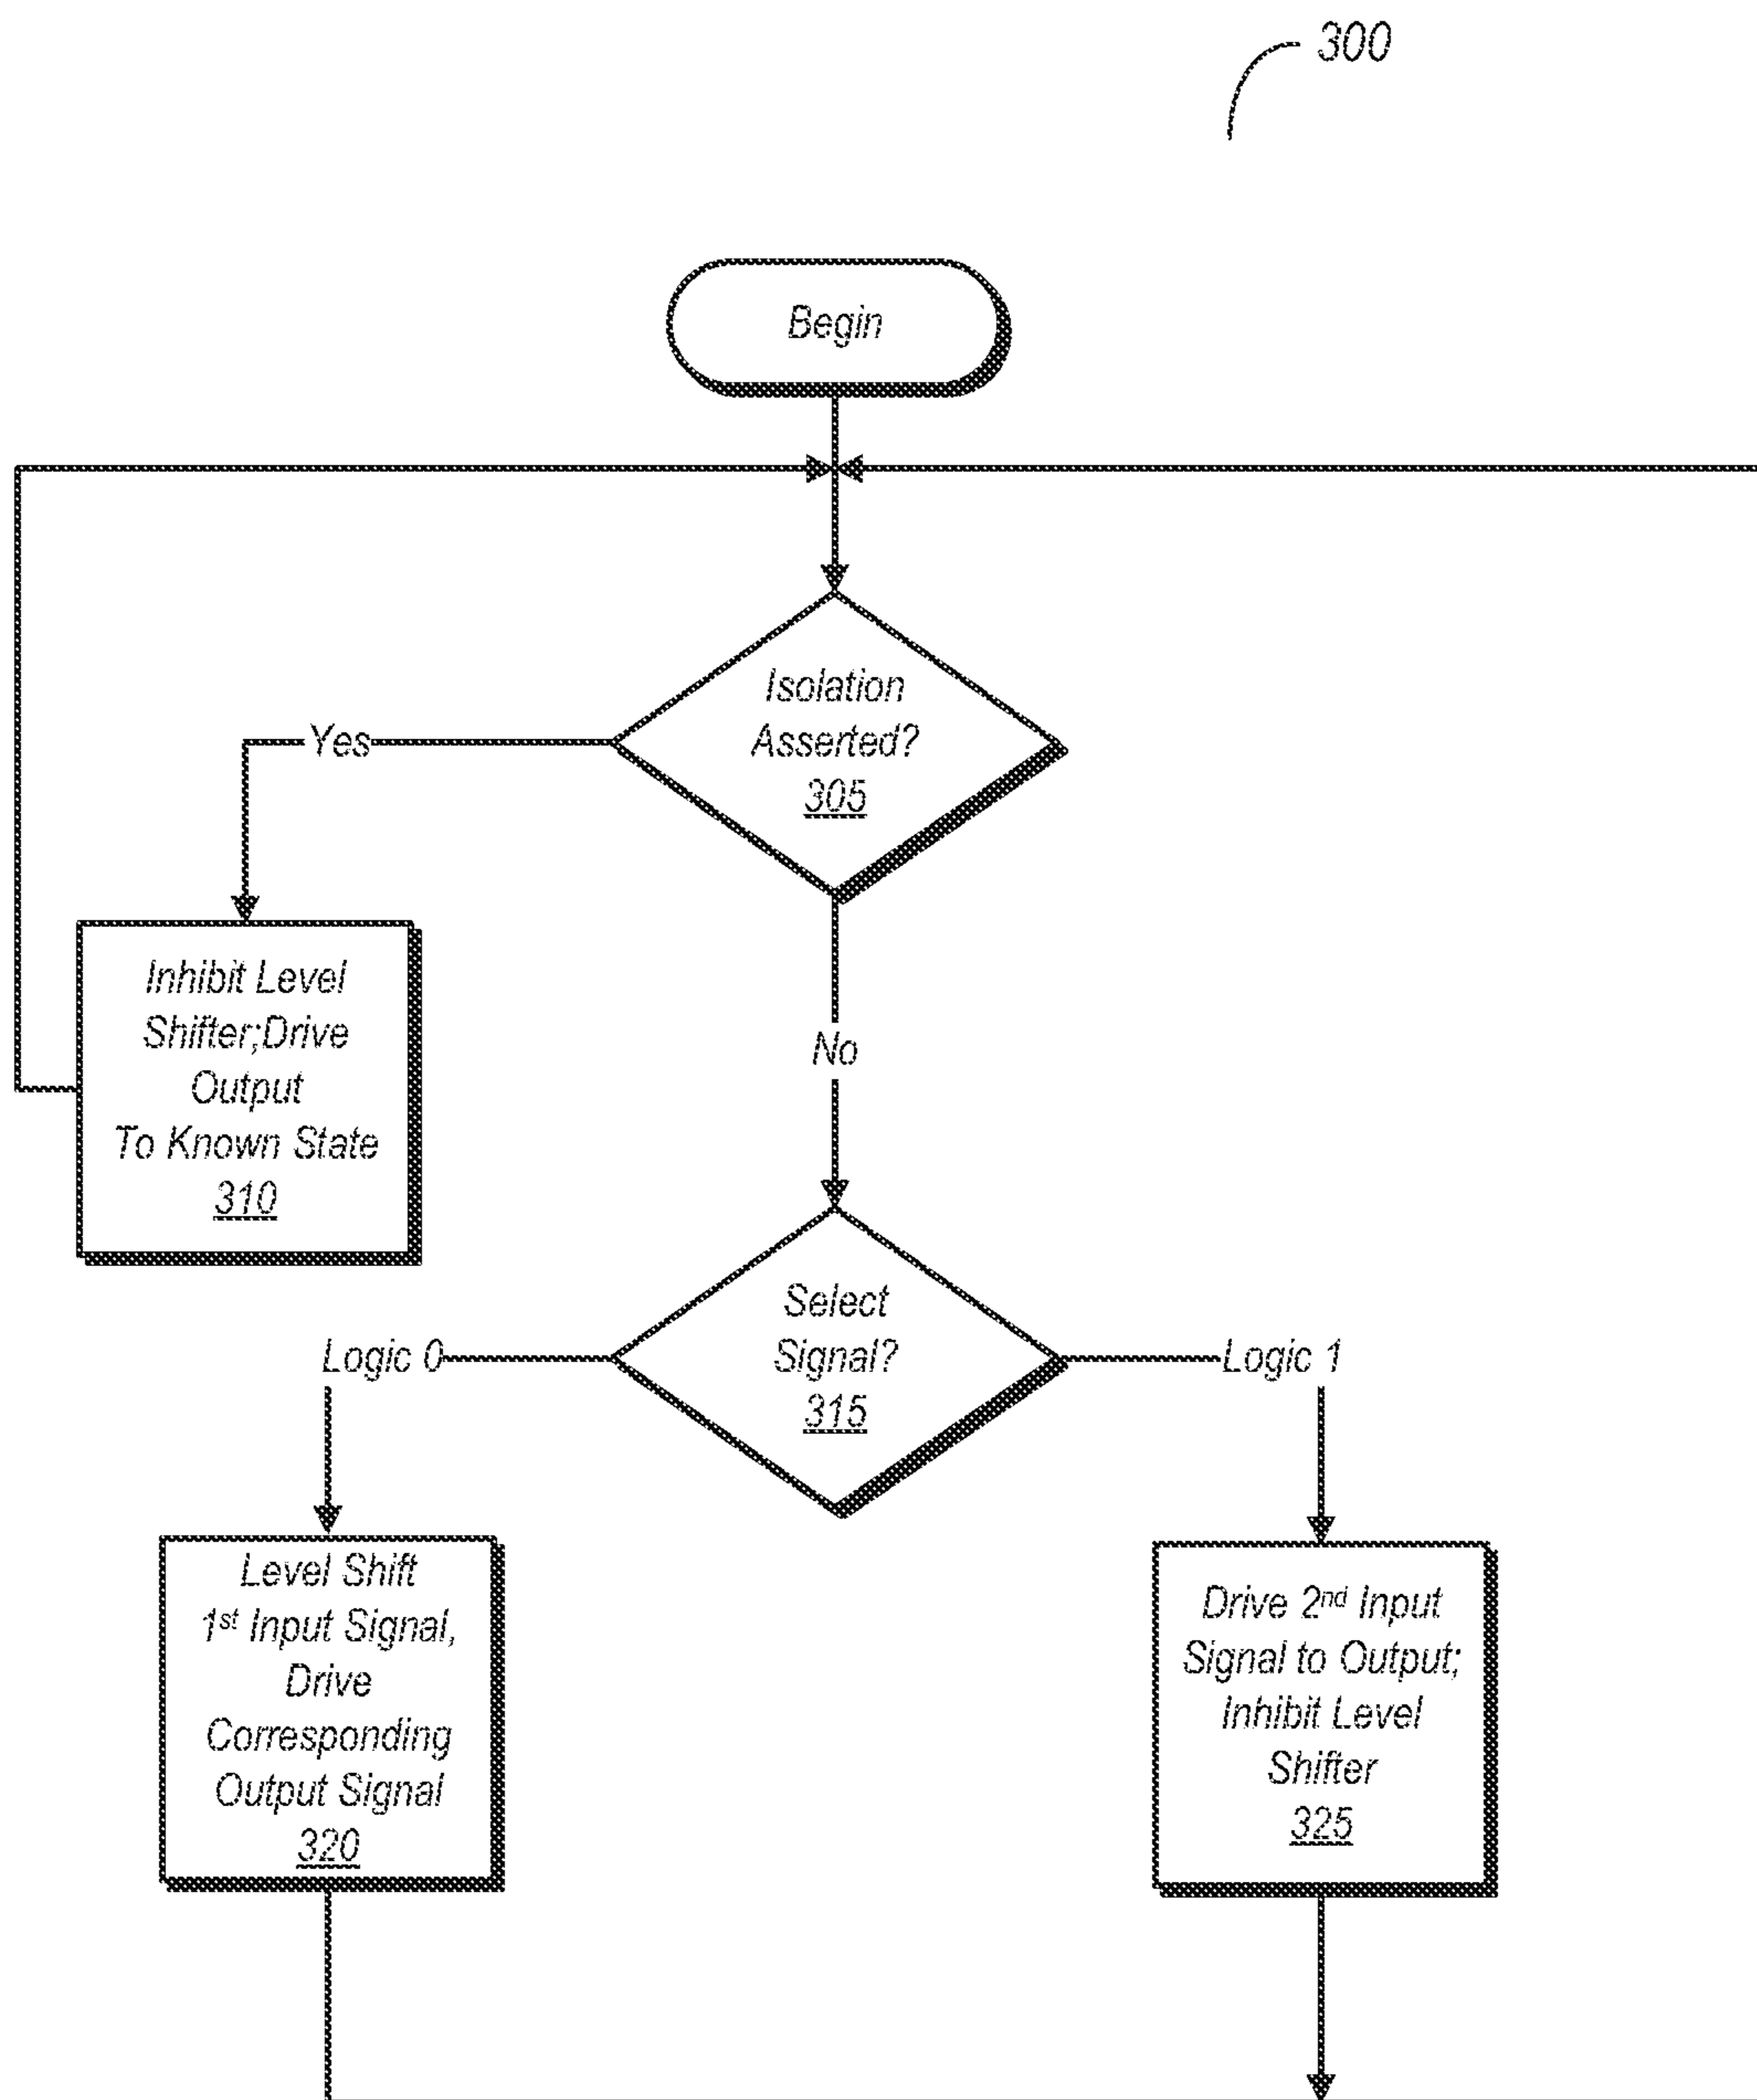 300
Begin
Isolation
Asserted?
305
Yes
Inhibit Level
Shifter;Drive
Output
To Known State
310
No
Select
Signal?
315
Logic 0
Logic 1
Level Shift
1st Input Signal,
Drive
Corresponding
Output Signal
320
Drive 2nd Input
Signal to Output;
Inhibit Level
Shifter
325